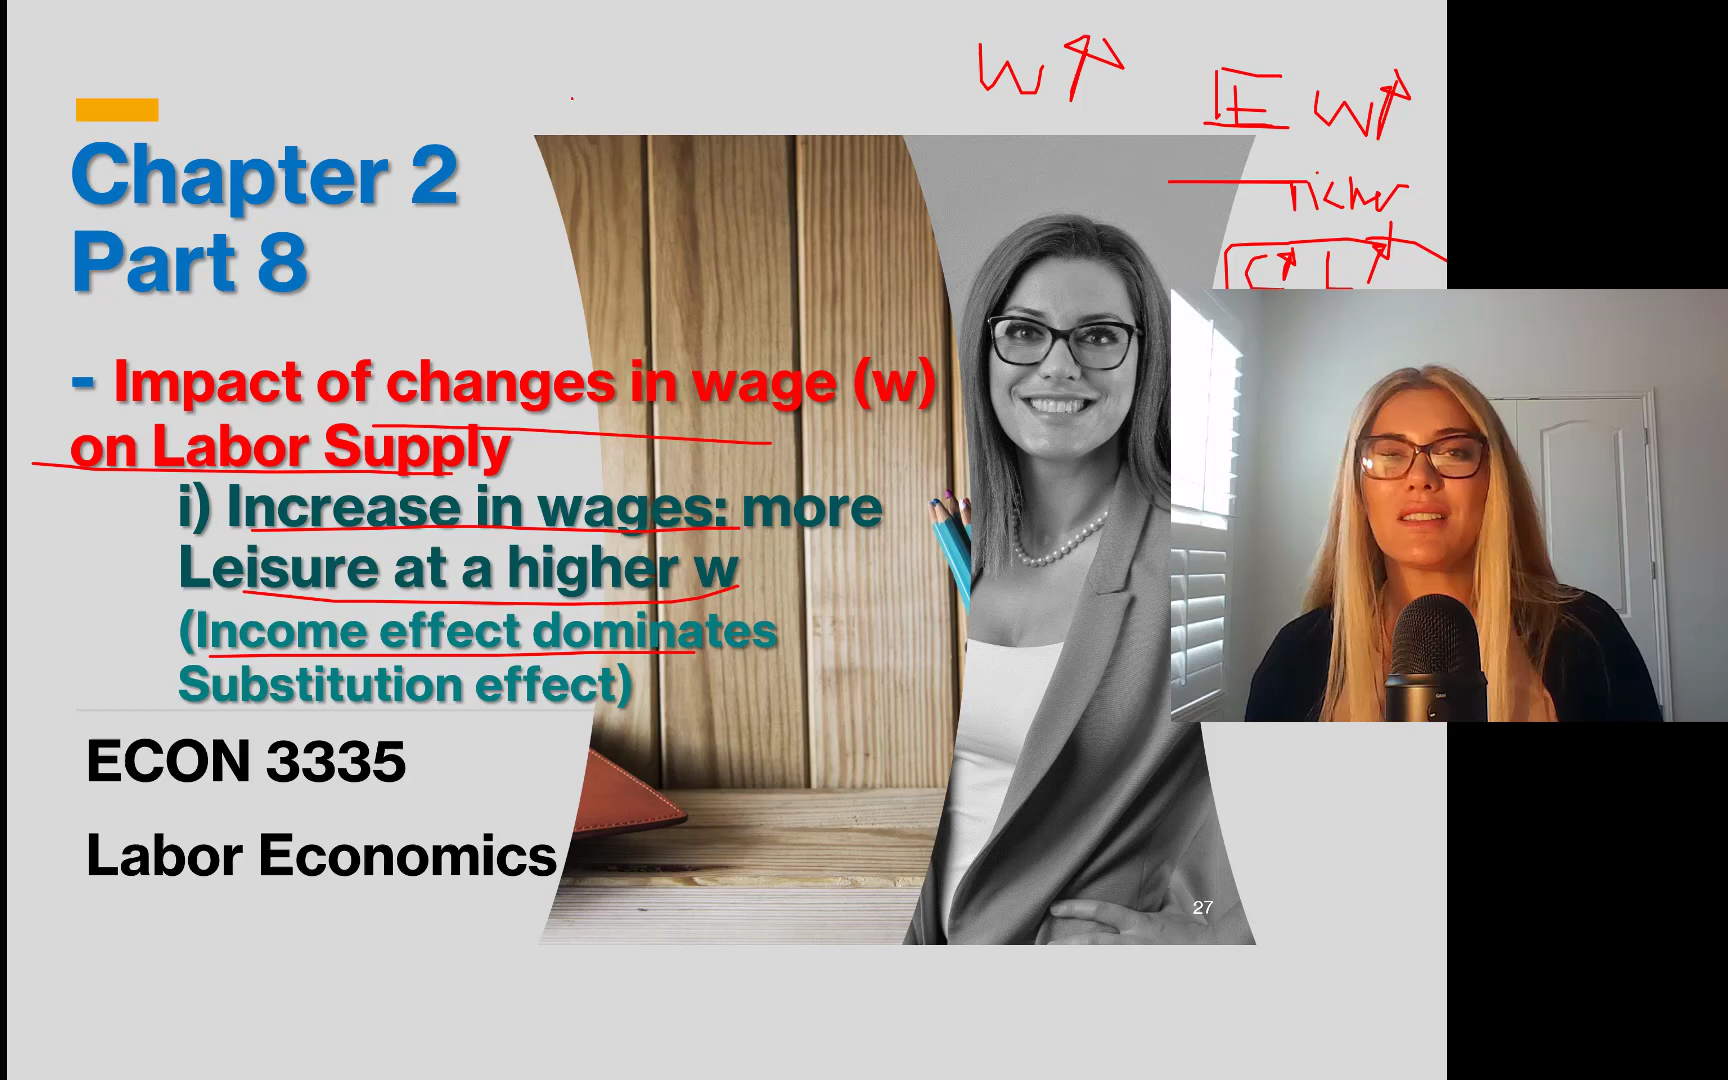 W
IE W
richer
C L
Chapter 2
Part 8
- Impact of changes in wage (w)
on Labor Supply
i) Increase in wages: more
Leisure at a higher w
(Income effect dominates
Substitution effect)
ECON 3335
Labor Economics
27